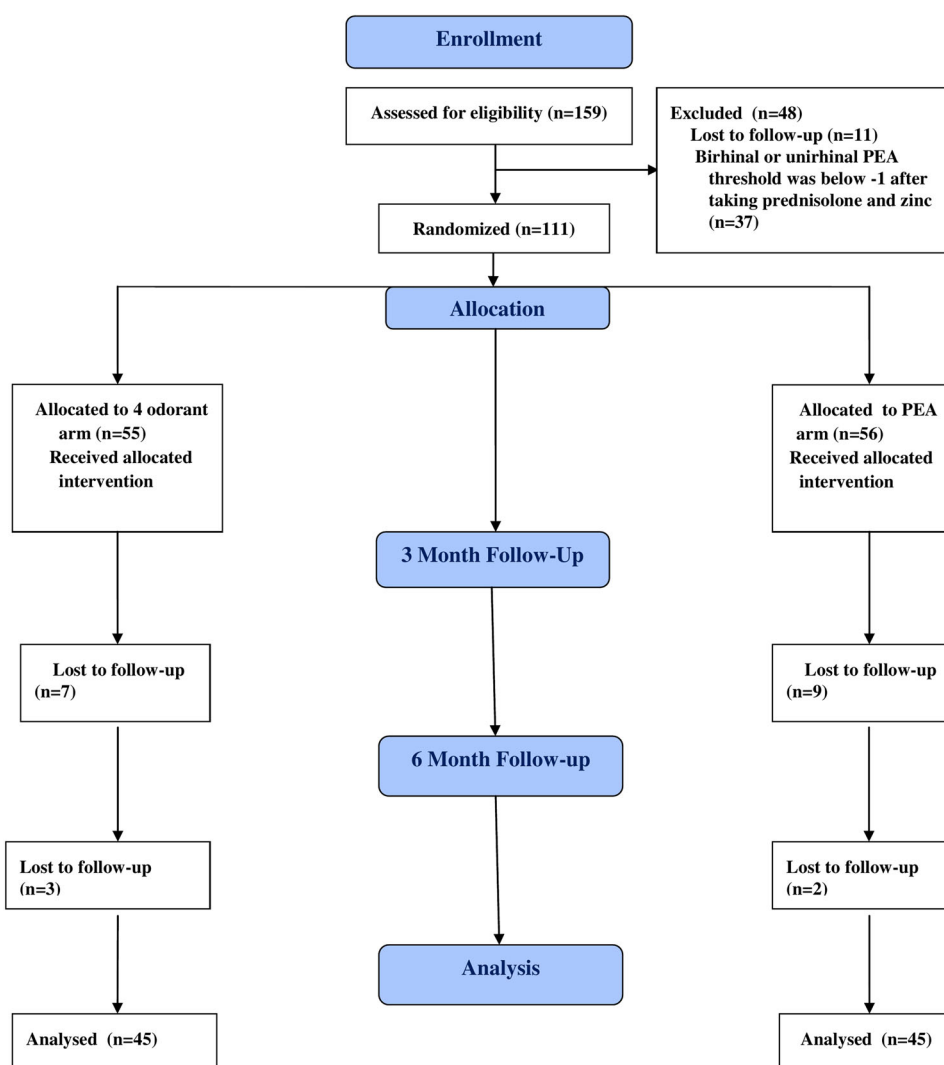 Enrollment
Assessed for eligibility (n=159)
Excluded (n=48)
Lost to follow-up (n=11)
Birhinal or unirhinal PEA
threshold was below -1 after
taking prednisolone and zinc
(n=37)
Randomized (n=111)
Allocation
Allocated to 4 odorant
arm (n=55)
Received allocated
intervention
Allocated to PEA
arm (n=56)
Received allocated
intervention
3 Month Follow-Up
Lost to follow-up
(n=7)
Lost to follow-up
(n=9)
6 Month Follow-up
Lost to follow-up
(n=3)
Lost to follow-up
(n=2)
Analysis
Analysed (n=45)
Analysed (n=45)